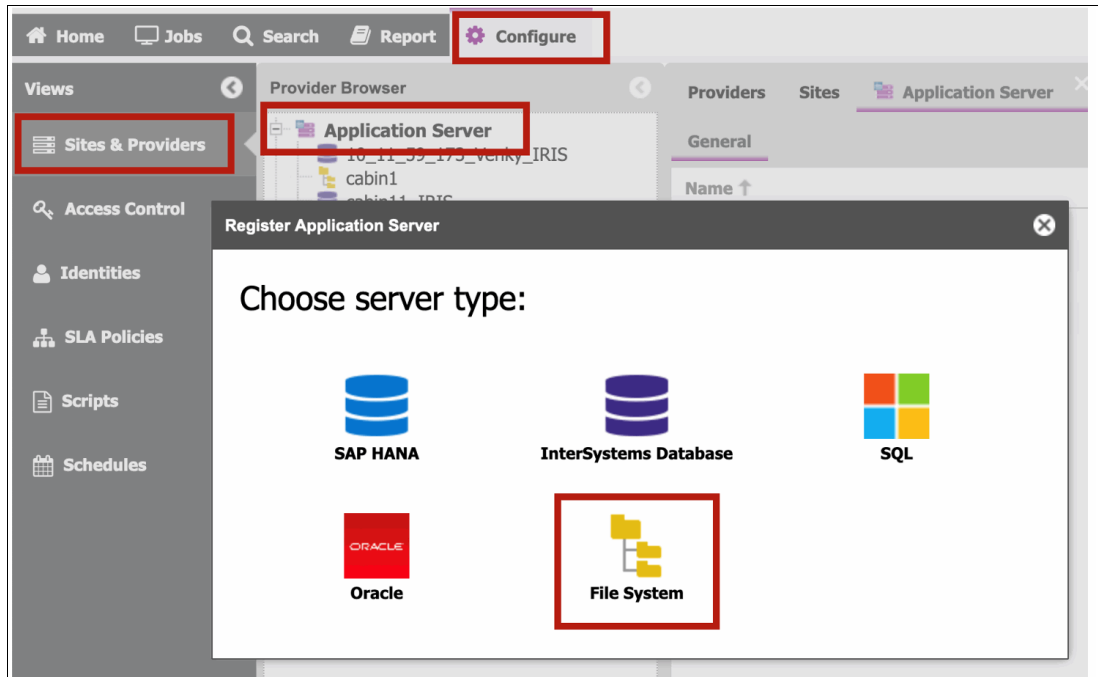 Home Jobs Search Report Configure
Views
Sites & Providers
Access Control
Identities
SLA Policies
Scripts
Schedules
Provider Browser
Application Server
10_11_59_173_Venky_IRIS
cabin1
cabin11_IRIS
Providers Sites Application Server
General
Name
Register Application Server
Choose server type:
SAP HANA InterSystems Database SQL
ORACLE
Oracle File System